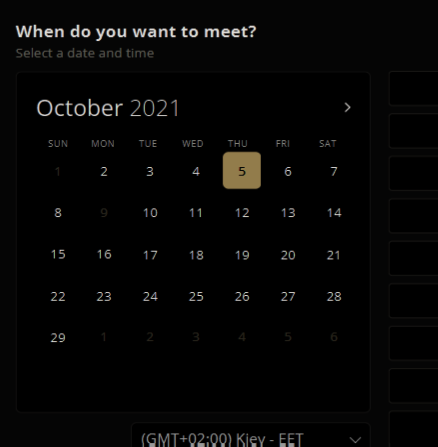 When do you want to meet?
Select a date and time
October 2021
SUN MON TUE WED THU FRI SAT
1 2 3 4 5 6 7
8 9 10 11 12 13 14
15 16 17 18 19 20 21
22 23 24 25 26 27 28
29 1 2 3 4 5 6
(GMT+02:00) Kiev - EET